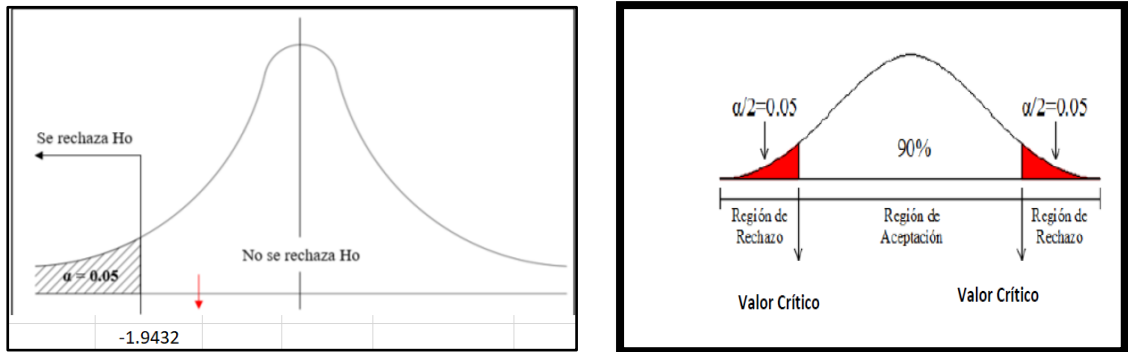 Se rechaza Ho
No se rechaza Ho
α = 0.05
-1.9432
α/2=0.05
α/2=0.05
90%
Región de
Rechazo
Región de
Aceptación
Región de
Rechazo
Valor Crítico
Valor Crítico